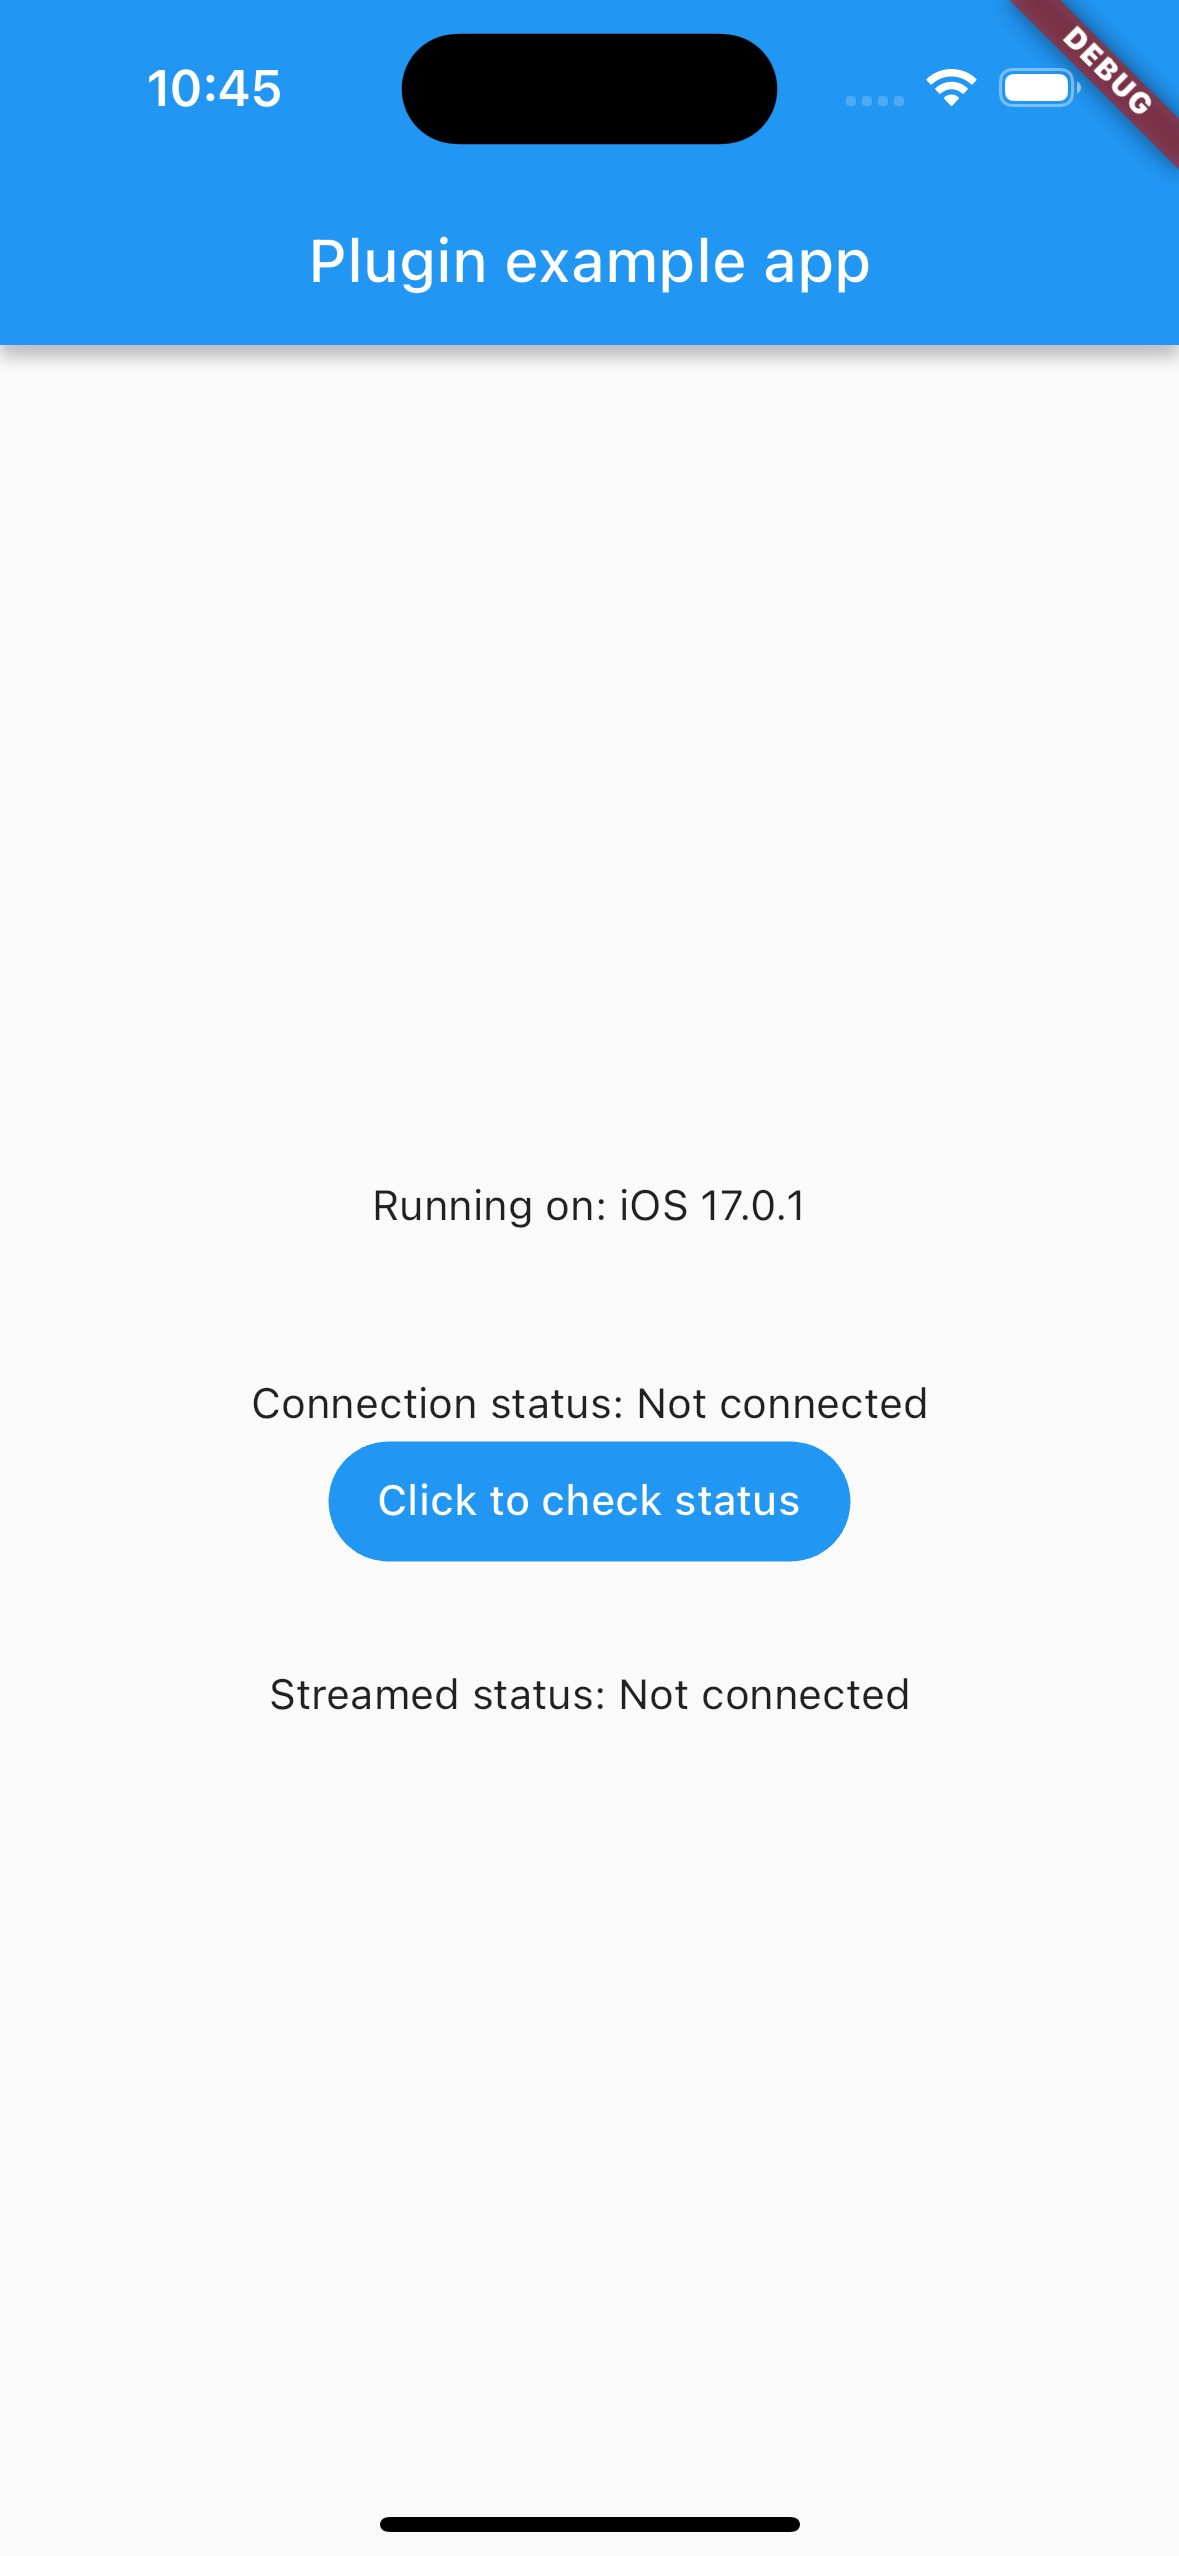 10:45
DEBUG
Plugin example app
Running on: iOS 17.0.1
Connection status: Not connected
Click to check status
Streamed status: Not connected